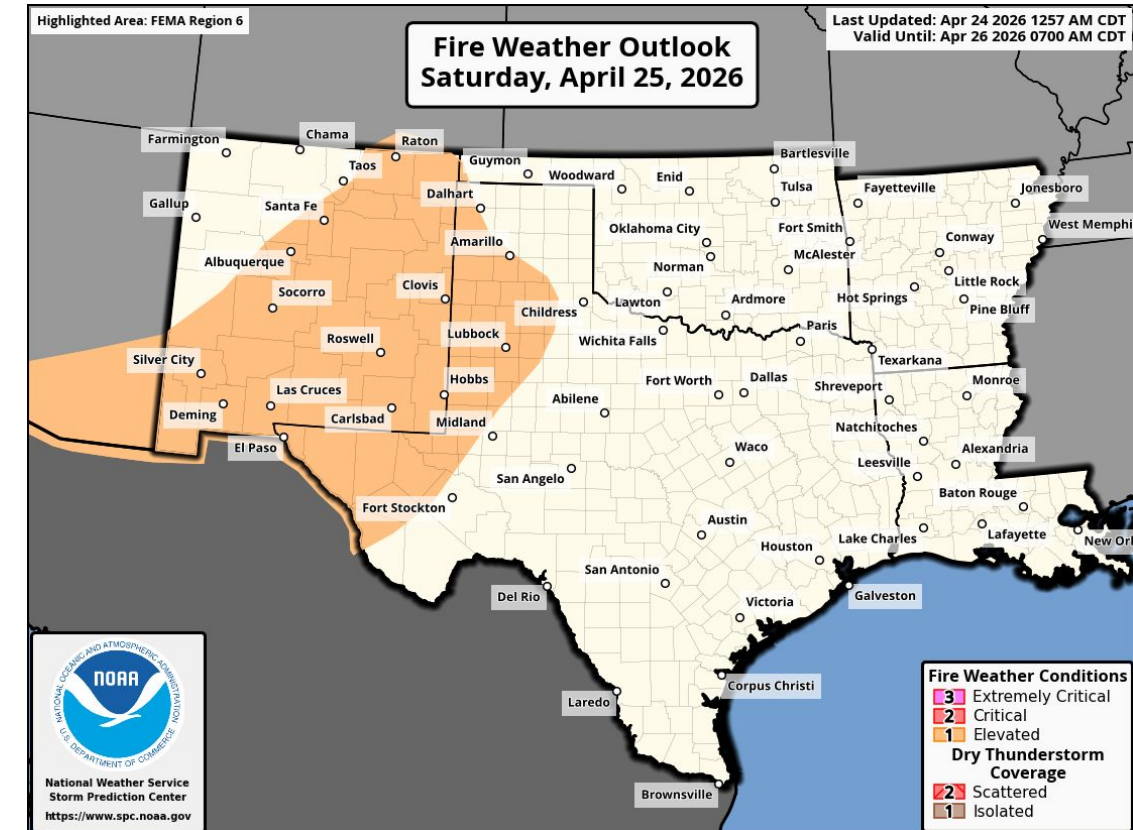 Highlighted Area: FEMA Region 6
Last Updated: Apr 24 2026 1257 AM CDT
Valid Until: Apr 26 2026 0700 AM CDT
Fire Weather Outlook
Saturday, April 25, 2026
Farmington
Chama
Raton
Taos
Guymon
Woodward
Enid
Bartlesville
Tulsa
Fayetteville
Jonesboro
Gallup
Santa Fe
Dalhart
Oklahoma City
Fort Smith
West Memphi
Albuquerque
Amarillo
Norman
McAlester
Conway
Socorro
Clovis
Childress
Lawton
Ardmore
Hot Springs
Little Rock
Pine Bluff
Roswell
Lubbock
Wichita Falls
Paris
Texarkana
Silver City
Las Cruces
Hobbs
Fort Worth
Dallas
Shreveport
Monroe
Deming
Carlsbad
Midland
Abilene
Natchitoches
El Paso
Waco
Leesville
Alexandria
San Angelo
Fort Stockton
Baton Rouge
Austin
Lake Charles
Lafayette
New Orl
Houston
San Antonio
Del Rio
Galveston
Victoria
Corpus Christi
Laredo
Brownsville
NATIONAL OCEANIC AND ATMOSPHERIC ADMINISTRATION
NOAA
U.S. DEPARTMENT OF COMMERCE
National Weather Service
Storm Prediction Center
https://www.spc.noaa.gov
Fire Weather Conditions
3 Extremely Critical
2 Critical
1 Elevated
Dry Thunderstorm
Coverage
2 Scattered
1 Isolated